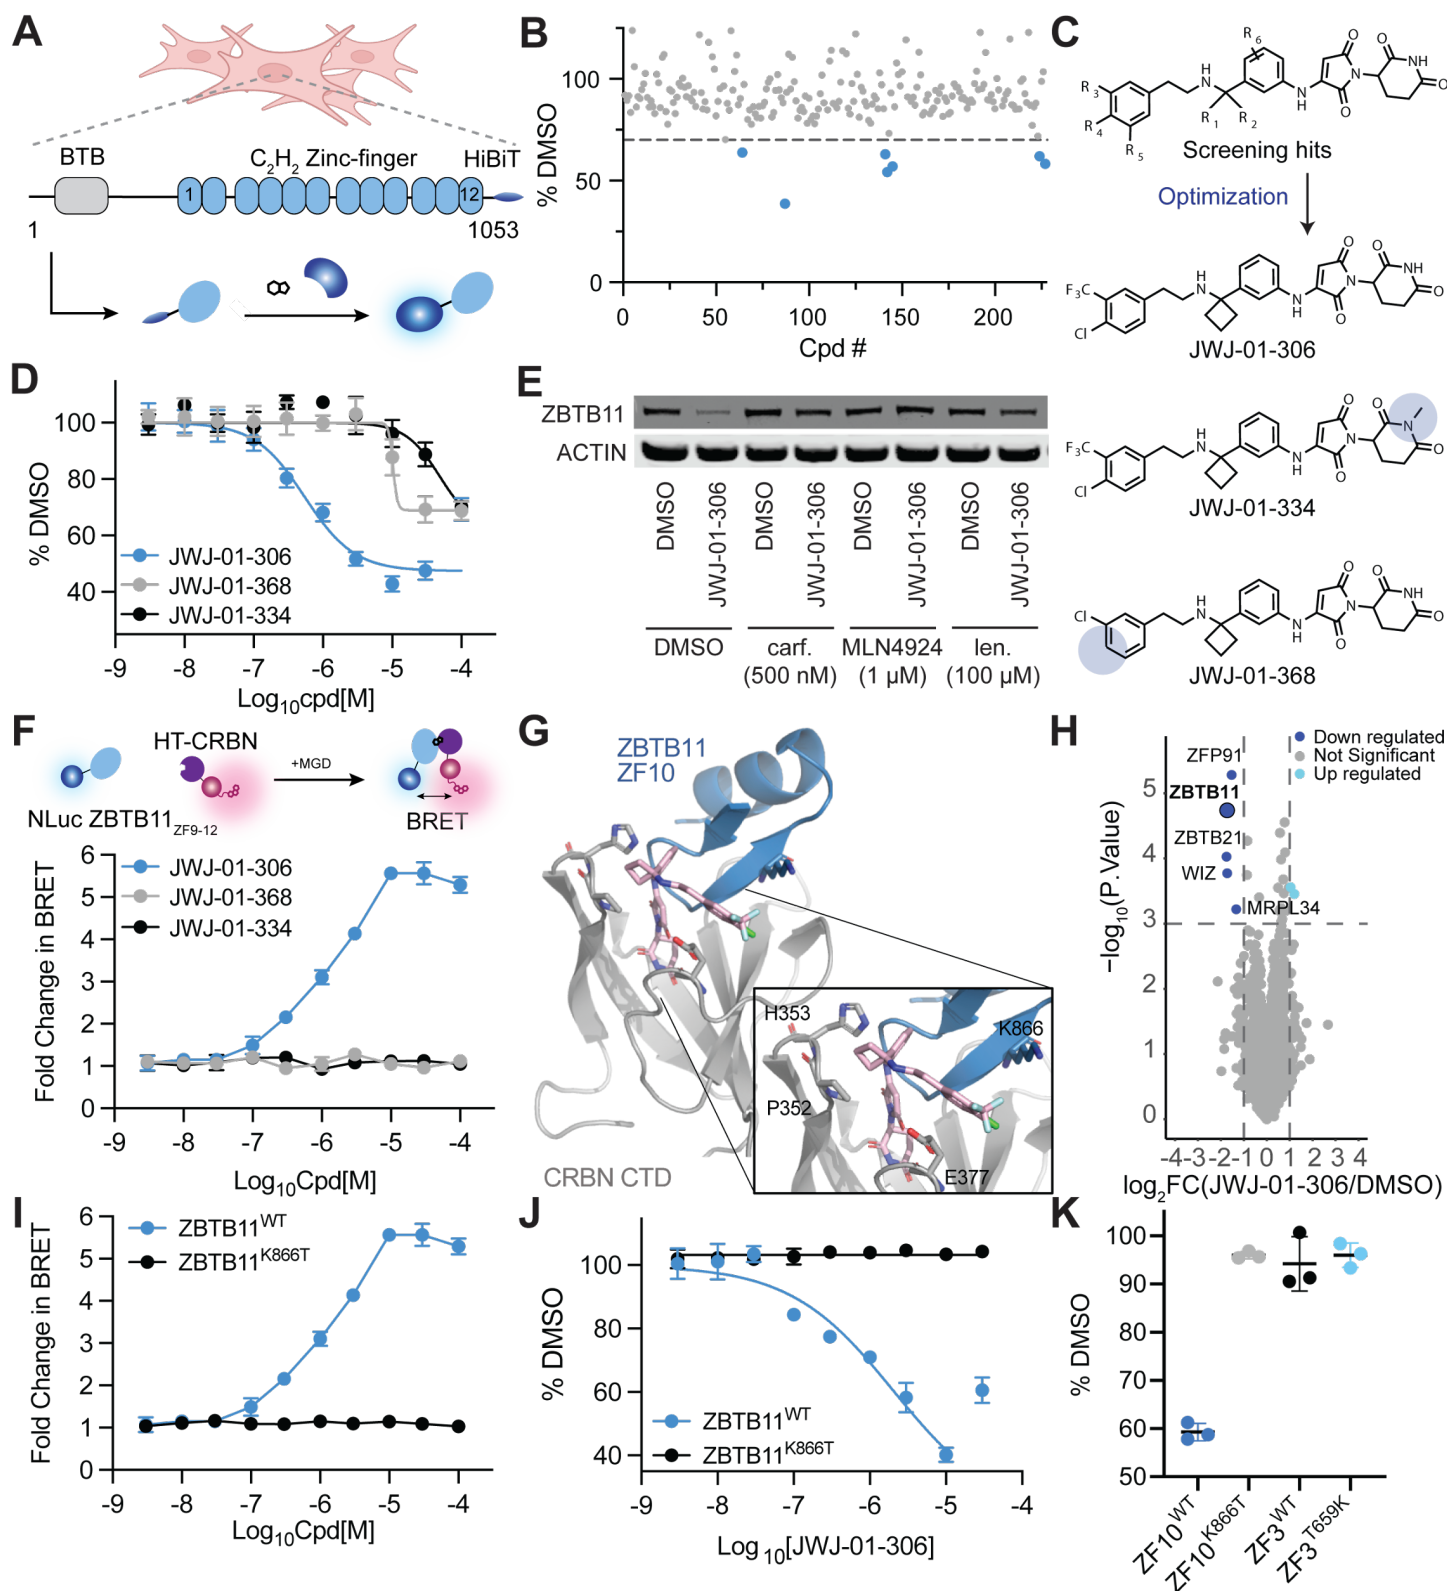 A
BTB
C2H2 Zinc-finger
HiBiT
1
12
1
1053
B
% DMSO
100
50
0
0
50
100
150
200
Cpd #
C
R3
R4
R5
H
N
R1
R2
R6
N
H
O
O
N
O
NH
O
Screening hits
Optimization
F3C
Cl
H
N
N
H
O
O
N
O
NH
O
JWJ-01-306
F3C
Cl
H
N
N
H
O
O
N
O
N
O
JWJ-01-334
Cl
H
N
N
H
O
O
N
O
NH
O
JWJ-01-368
D
% DMSO
100
80
60
40
JWJ-01-306
JWJ-01-368
JWJ-01-334
-9
-8
-7
-6
-5
-4
Log10cpd[M]
E
ZBTB11
ACTIN
DMSO
JWJ-01-306
DMSO
JWJ-01-306
DMSO
JWJ-01-306
DMSO
JWJ-01-306
DMSO
carf.
(500 nM)
MLN4924
(1 µM)
len.
(100 µM)
F
HT-CRBN
+MGD
NLuc ZBTB11ZF9-12
BRET
Fold Change in BRET
6
5
4
3
2
1
0
JWJ-01-306
JWJ-01-368
JWJ-01-334
-9
-8
-7
-6
-5
-4
Log10Cpd[M]
G
ZBTB11
ZF10
CRBN CTD
H353
K866
P352
E377
H
Down regulated
Not Significant
Up regulated
ZFP91
ZBTB11
ZBTB21
WIZ
MRPL34
−log10(P.Value)
5
4
3
2
1
0
-4
-3
-2
-1
0
1
2
3
4
log2FC(JWJ-01-306/DMSO)
I
Fold Change in BRET
6
5
4
3
2
1
0
ZBTB11WT
ZBTB11K866T
-9
-8
-7
-6
-5
-4
Log10Cpd[M]
J
% DMSO
100
80
60
40
ZBTB11WT
ZBTB11K866T
-9
-8
-7
-6
-5
-4
Log10[JWJ-01-306]
K
% DMSO
100
90
80
70
60
50
ZF10WT
ZF10K866T
ZF3WT
ZF3T659K